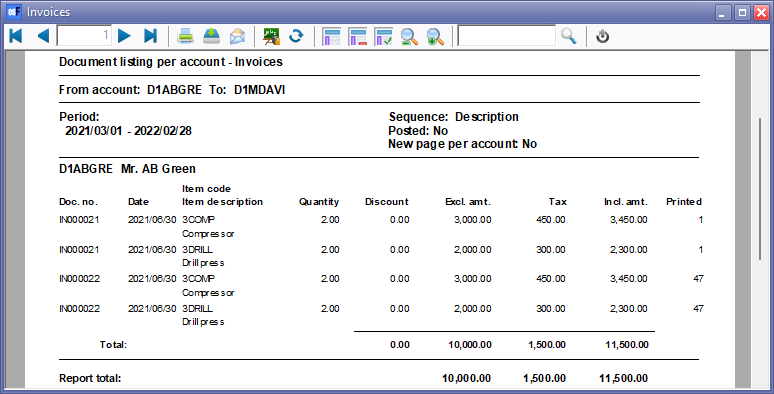 Invoices
1
Document listing per account - Invoices
From account: D1ABGRE To: D1MDAVI
Period: Sequence: Description
2021/03/01 - 2022/02/28 Posted: No
New page per account: No
D1ABGRE Mr. AB Green
Item code
Doc. no. Date Item description Quantity Discount Excl. amt. Tax Incl. amt. Printed
IN000021 2021/06/30 3COMP 2.00 0.00 3,000.00 450.00 3,450.00 1
Compressor
IN000021 2021/06/30 3DRILL 2.00 0.00 2,000.00 300.00 2,300.00 1
Drill press
IN000022 2021/06/30 3COMP 2.00 0.00 3,000.00 450.00 3,450.00 47
Compressor
IN000022 2021/06/30 3DRILL 2.00 0.00 2,000.00 300.00 2,300.00 47
Drill press
Total: 0.00 10,000.00 1,500.00 11,500.00
Report total: 10,000.00 1,500.00 11,500.00